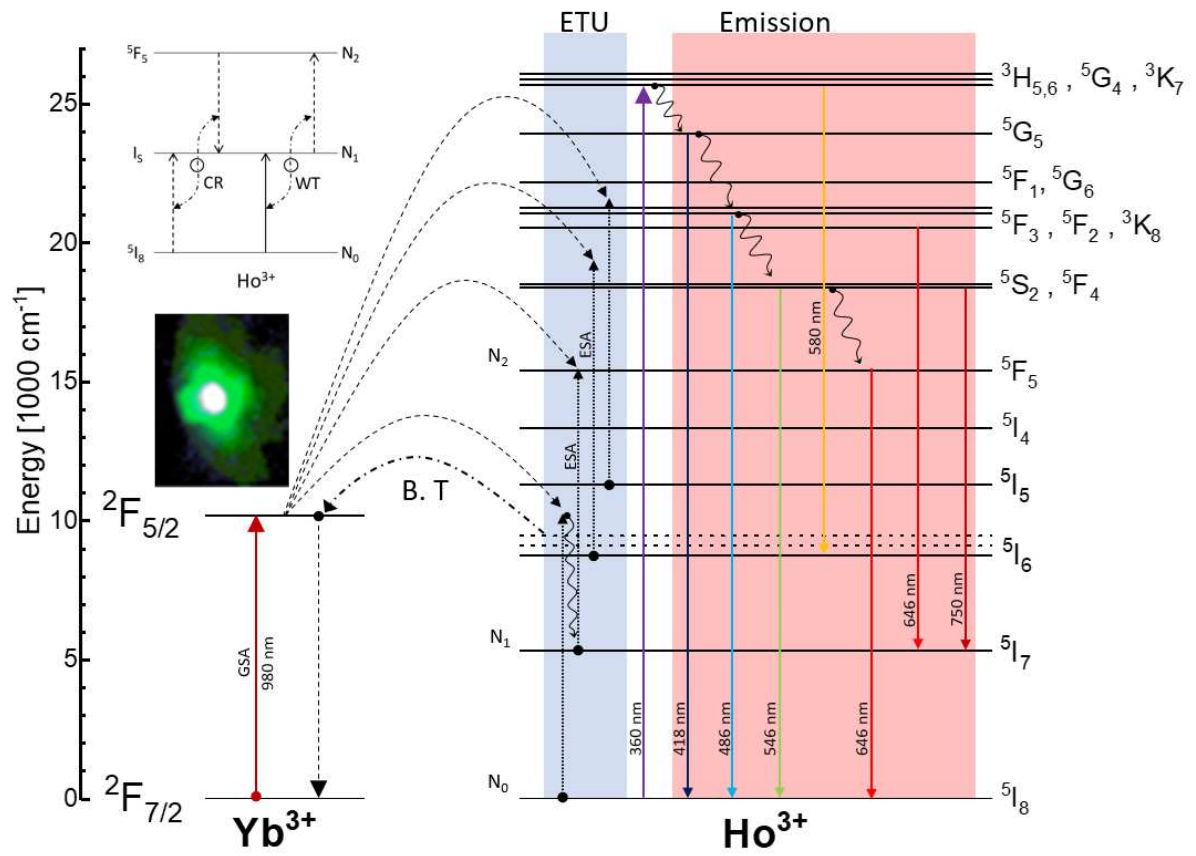 ETU Emission
⁵F₅ N₂
Iₛ N₁
CR WT
⁵I₈ N₀
Ho³⁺
³H₅,₆ , ⁵G₄ , ³K₇
⁵G₅
⁵F₁, ⁵G₆
⁵F₃ , ⁵F₂ , ³K₈
⁵S₂ , ⁵F₄
⁵F₅
⁵I₄
⁵I₅
⁵I₆
⁵I₇
⁵I₈
Energy [1000 cm⁻¹]
25
20
15
10
5
0
²F₅/₂
²F₇/₂
GSA
980 nm
B. T
N₂
N₁
N₀
ESA
ESA
360 nm
418 nm
486 nm
546 nm
580 nm
646 nm
646 nm
750 nm
Yb³⁺ Ho³⁺